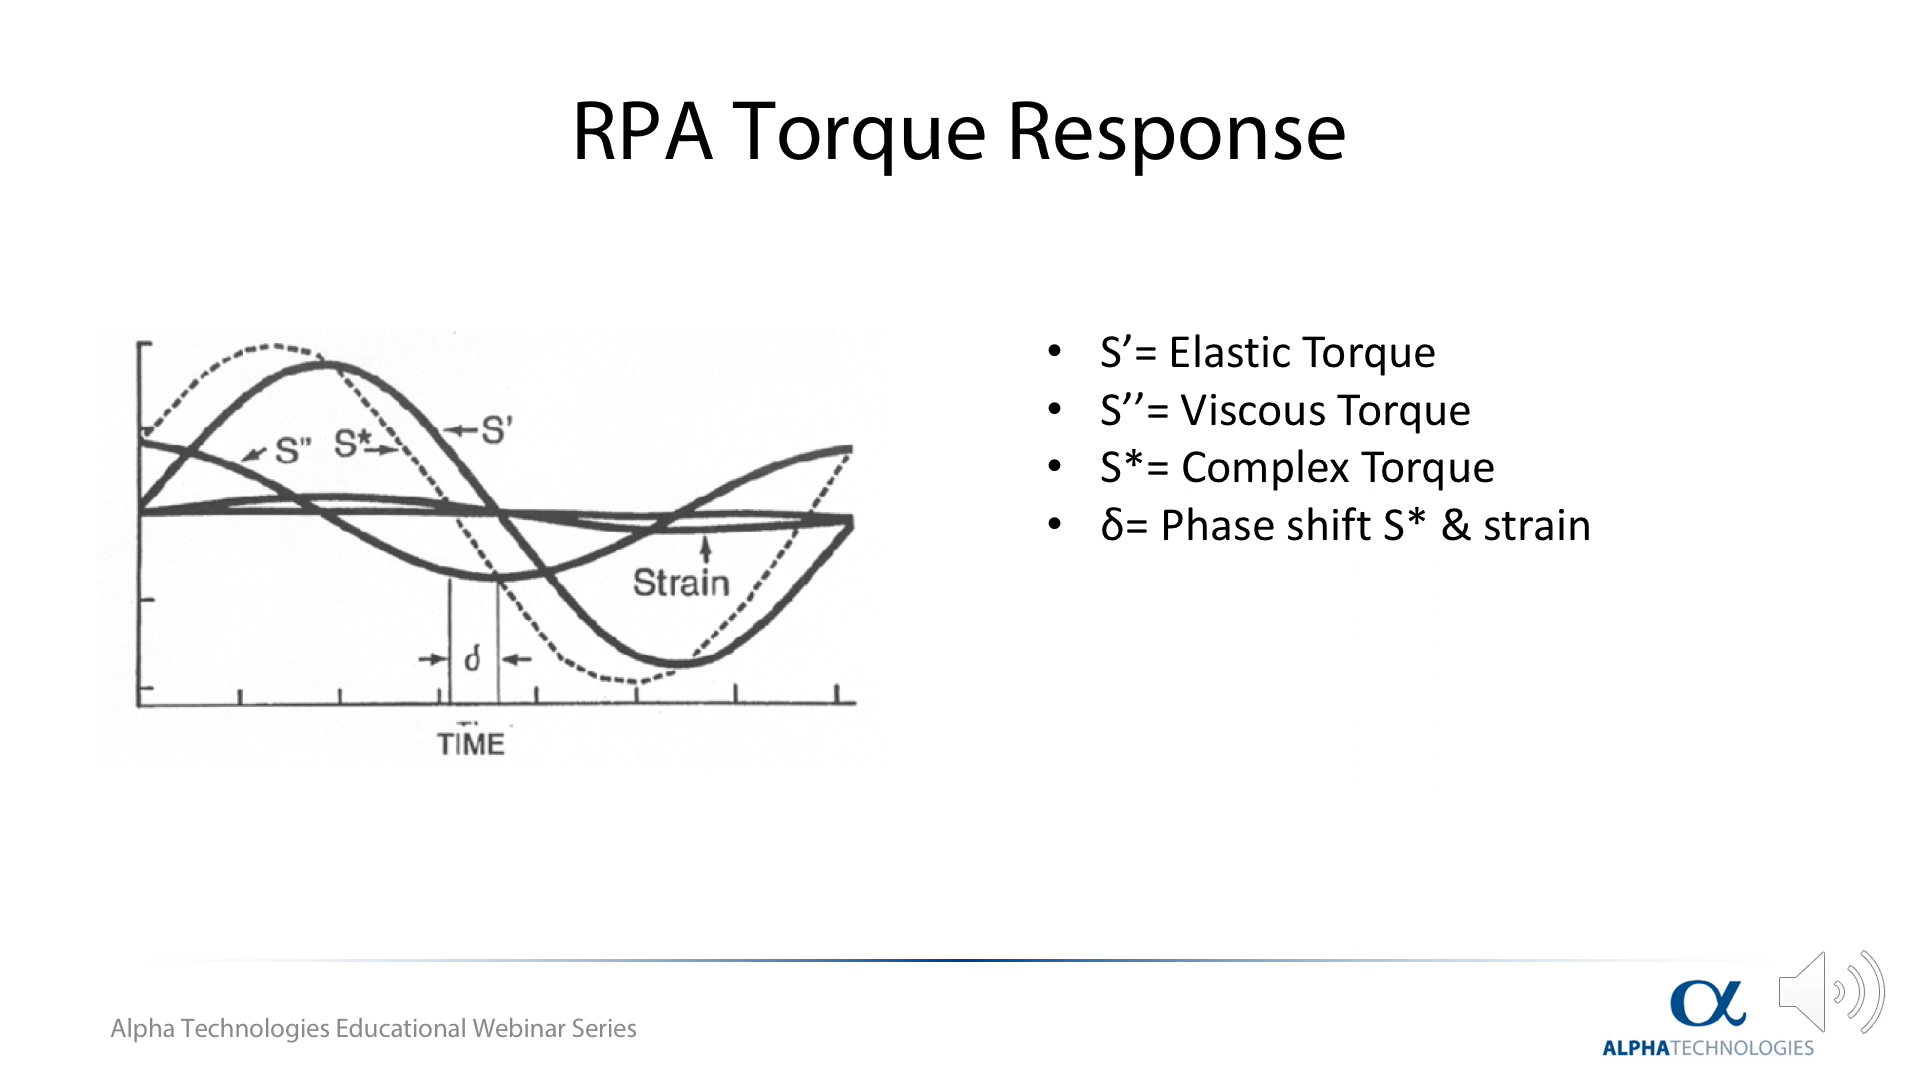 RPA Torque Response
S’’ S* S’
Strain
δ
TIME
• S’= Elastic Torque
• S’’= Viscous Torque
• S*= Complex Torque
• δ= Phase shift S* & strain
Alpha Technologies Educational Webinar Series
α
ALPHATECHNOLOGIES